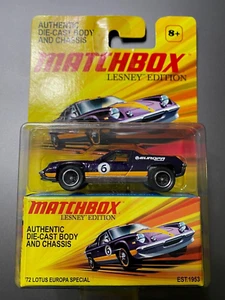 AUTHENTIC
DIE-CAST BODY
AND CHASSIS
MATCHBOX
LESNEY EDITION
8+
EUROPA
6
MATCHBOX
LESNEY EDITION
AUTHENTIC
DIE-CAST BODY
AND CHASSIS
'72 LOTUS EUROPA SPECIAL
EST.1953